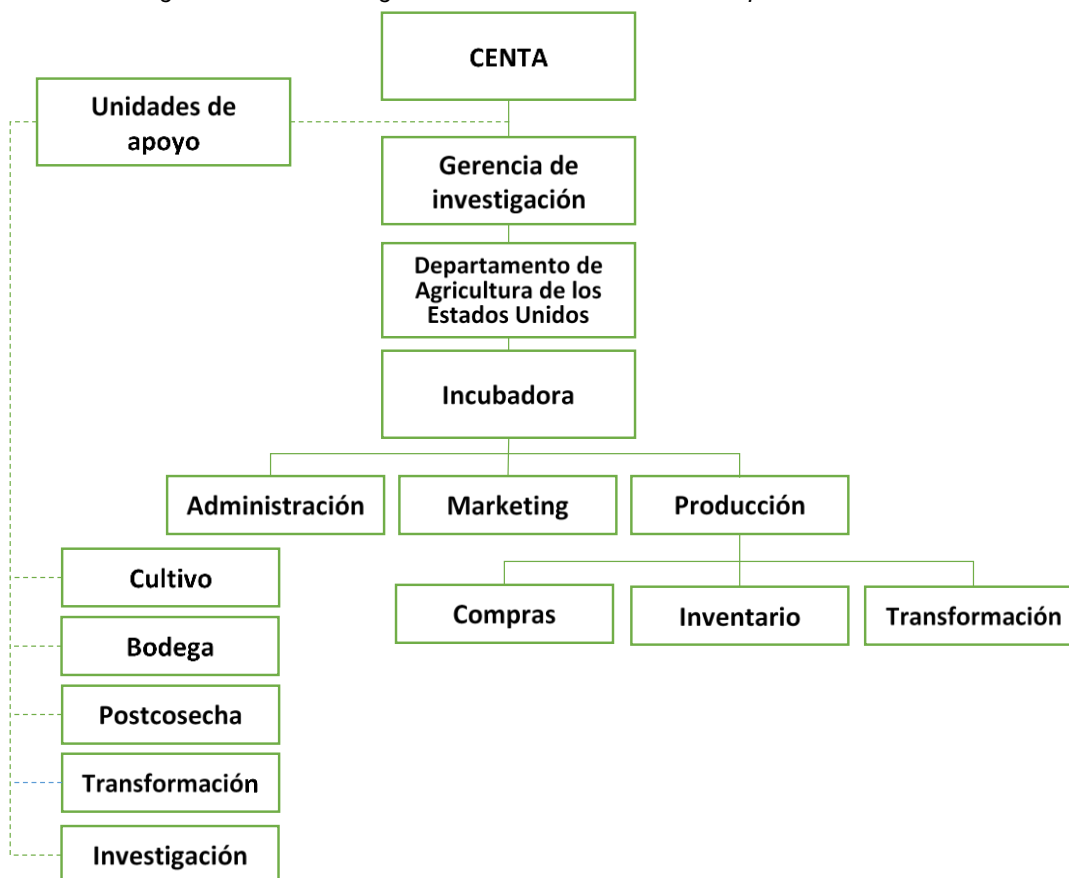 CENTA
Unidades de
apoyo
Gerencia de
investigación
Departamento de
Agricultura de los
Estados Unidos
Incubadora
Administración
Marketing
Producción
Cultivo
Compras
Inventario
Transformación
Bodega
Postcosecha
Transformación
Investigación